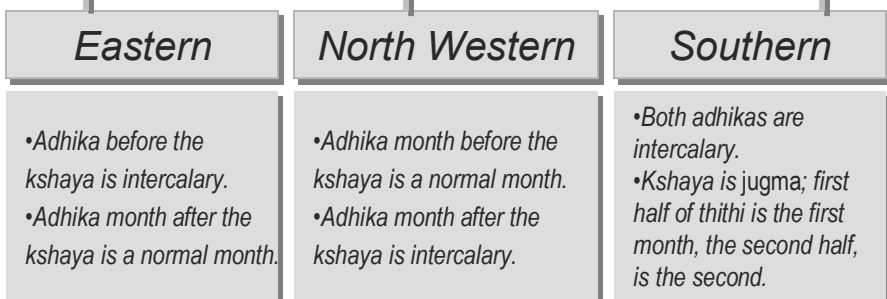 Eastern
•Adhika before the
kshaya is intercalary.
•Adhika month after the
kshaya is a normal month.
North Western
•Adhika month before the
kshaya is a normal month.
•Adhika month after the
kshaya is intercalary.
Southern
•Both adhikas are
intercalary.
•Kshaya is jugma; first
half of thithi is the first
month, the second half,
is the second.